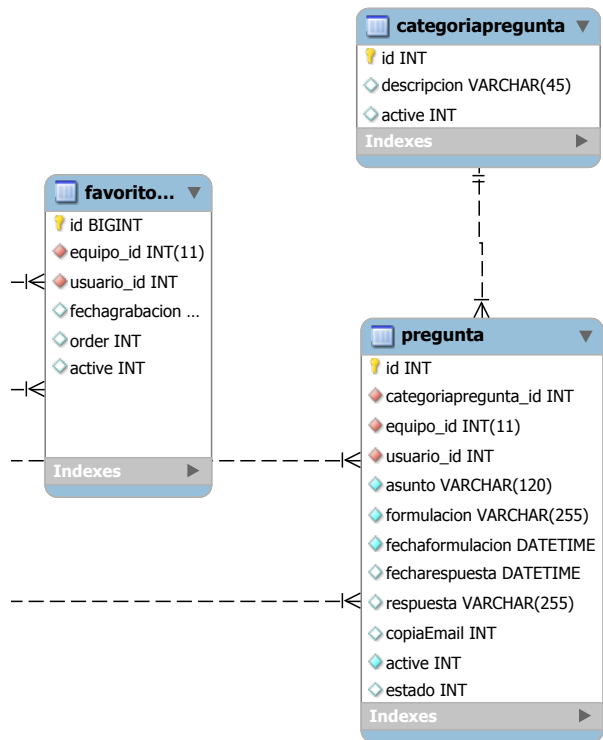 categoriapregunta
id INT
descripcion VARCHAR(45)
active INT
Indexes
favorito...
id BIGINT
equipo_id INT(11)
usuario_id INT
fechagrabacion ...
order INT
active INT
Indexes
pregunta
id INT
categoriapregunta_id INT
equipo_id INT(11)
usuario_id INT
asunto VARCHAR(120)
formulacion VARCHAR(255)
fechaformulacion DATETIME
fecharespuesta DATETIME
respuesta VARCHAR(255)
copiaEmail INT
active INT
estado INT
Indexes